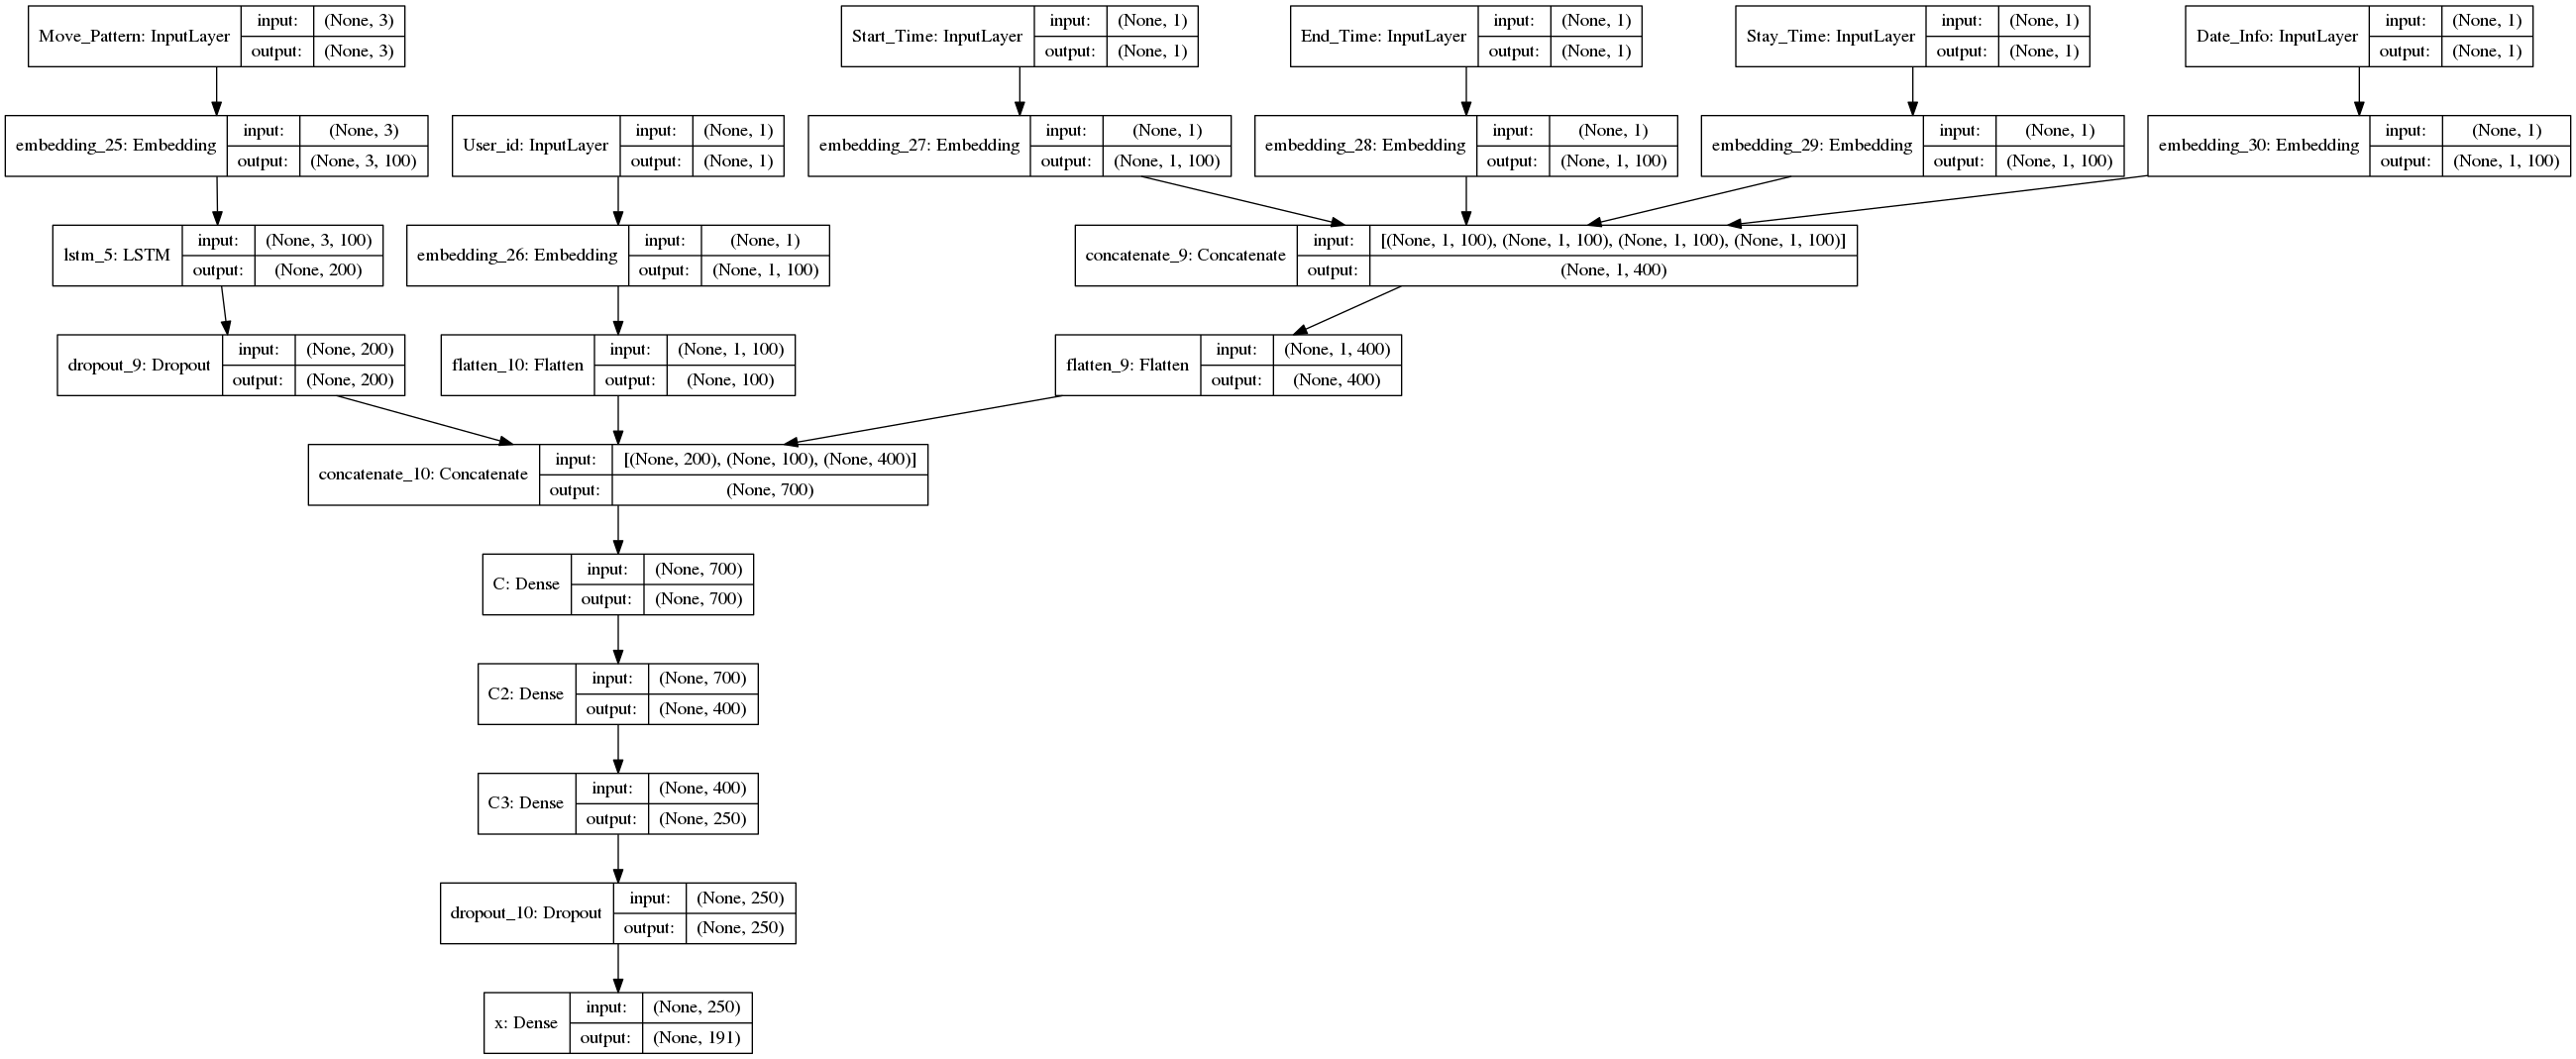 Move_Pattern: InputLayer
input: (None, 3)
output: (None, 3)
Start_Time: InputLayer
input: (None, 1)
output: (None, 1)
End_Time: InputLayer
input: (None, 1)
output: (None, 1)
Stay_Time: InputLayer
input: (None, 1)
output: (None, 1)
Date_Info: InputLayer
input: (None, 1)
output: (None, 1)
embedding_25: Embedding
input: (None, 3)
output: (None, 3, 100)
User_id: InputLayer
input: (None, 1)
output: (None, 1)
embedding_27: Embedding
input: (None, 1)
output: (None, 1, 100)
embedding_28: Embedding
input: (None, 1)
output: (None, 1, 100)
embedding_29: Embedding
input: (None, 1)
output: (None, 1, 100)
embedding_30: Embedding
input: (None, 1)
output: (None, 1, 100)
lstm_5: LSTM
input: (None, 3, 100)
output: (None, 200)
embedding_26: Embedding
input: (None, 1)
output: (None, 1, 100)
concatenate_9: Concatenate
input: [(None, 1, 100), (None, 1, 100), (None, 1, 100), (None, 1, 100)]
output: (None, 1, 400)
dropout_9: Dropout
input: (None, 200)
output: (None, 200)
flatten_10: Flatten
input: (None, 1, 100)
output: (None, 100)
flatten_9: Flatten
input: (None, 1, 400)
output: (None, 400)
concatenate_10: Concatenate
input: [(None, 200), (None, 100), (None, 400)]
output: (None, 700)
C: Dense
input: (None, 700)
output: (None, 700)
C2: Dense
input: (None, 700)
output: (None, 400)
C3: Dense
input: (None, 400)
output: (None, 250)
dropout_10: Dropout
input: (None, 250)
output: (None, 250)
x: Dense
input: (None, 250)
output: (None, 191)